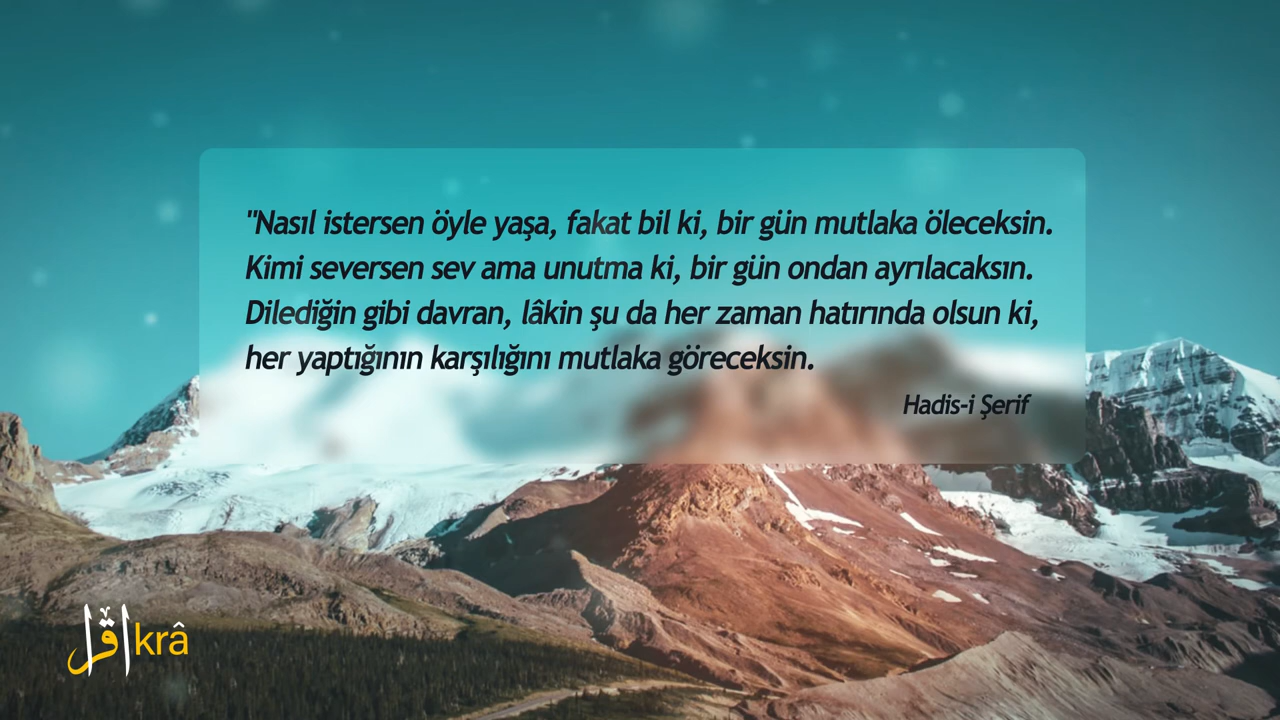 "Nasıl istersen öyle yaşa, fakat bil ki, bir gün mutlaka öleceksin.
Kimi seversen sev ama unutma ki, bir gün ondan ayrılacaksın.
Dilediğin gibi davran, lâkin şu da her zaman hatırında olsun ki,
her yaptığının karşılığını mutlaka göreceksin.
Hadis-i Şerif
اقرأ krâ